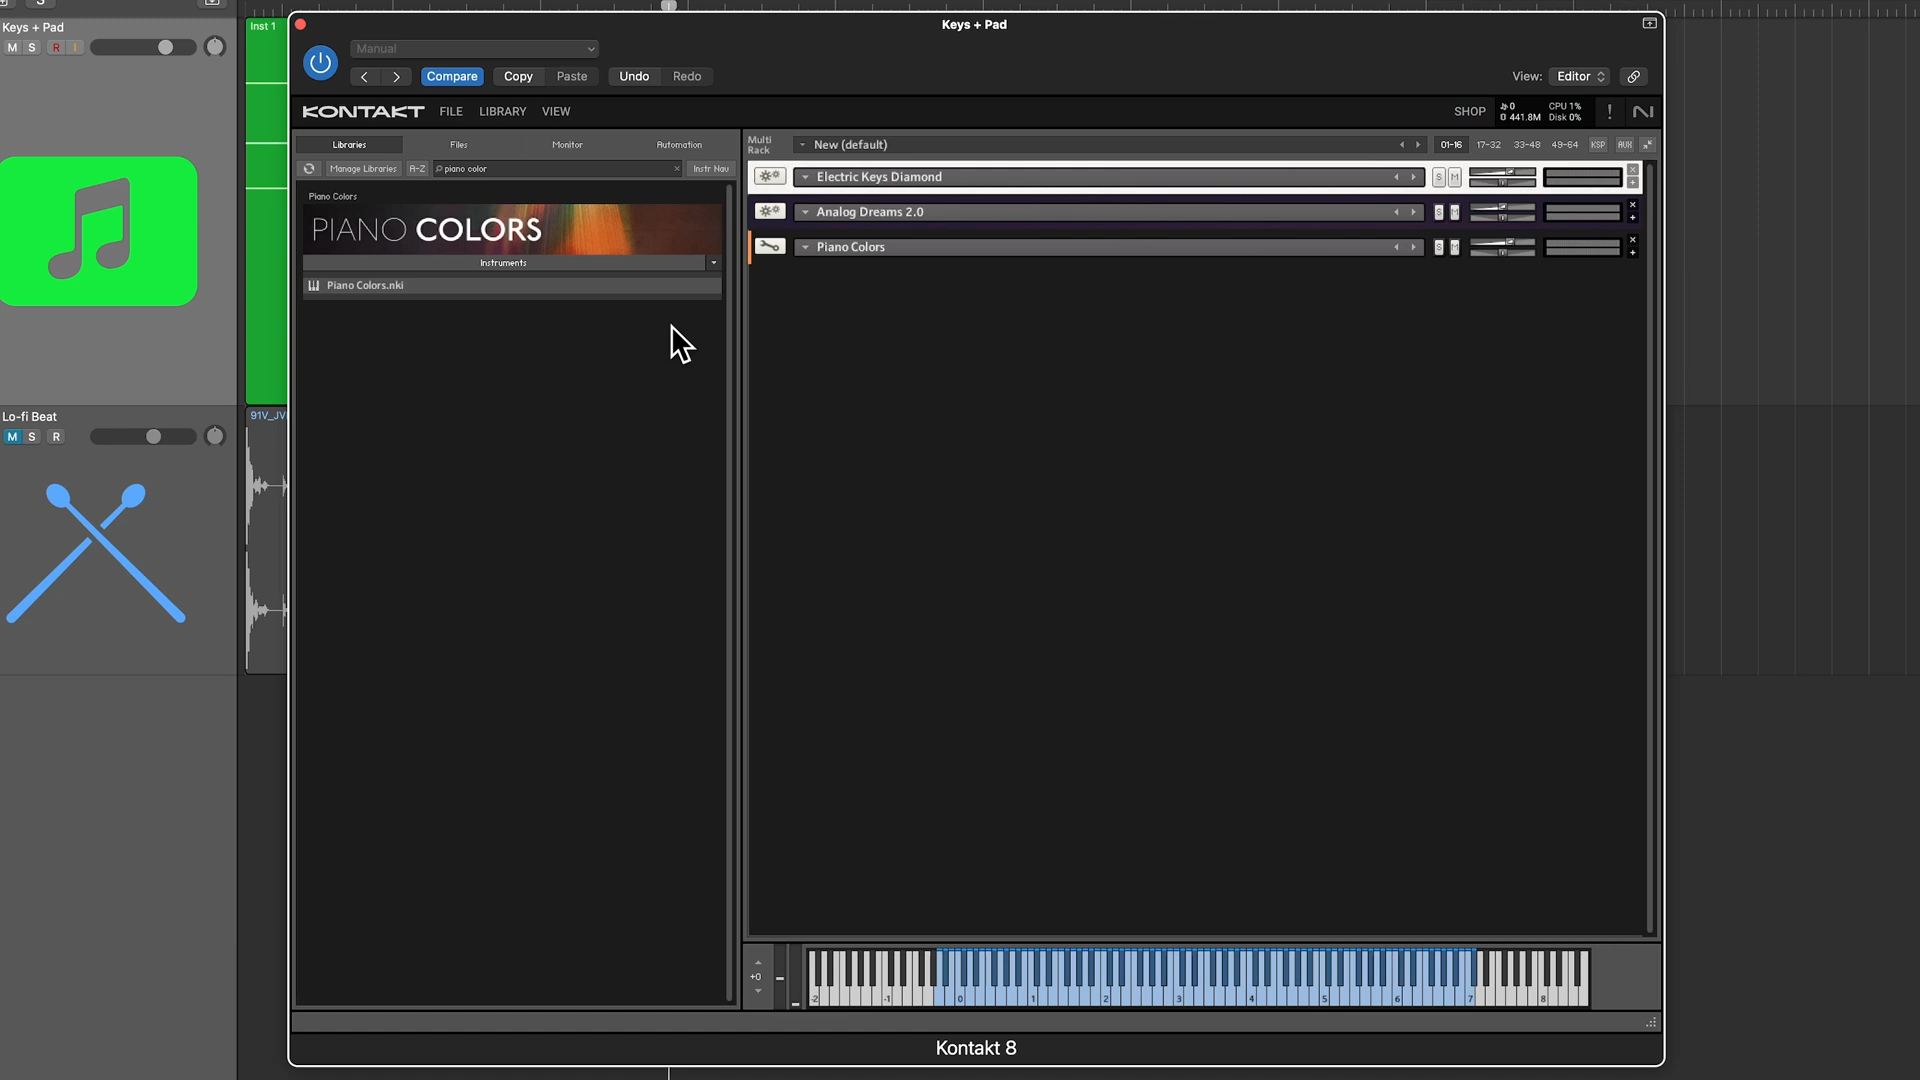 Keys + Pad
M S R I
Inst 1
Lo-fi Beat
M S R
91V_JV
Keys + Pad
Manual
Compare Copy Paste Undo Redo
View: Editor
KONTAKT FILE LIBRARY VIEW
SHOP 0 441.8M CPU 1% Disk 0% !
Libraries Files Monitor Automation
Manage Libraries A-Z piano color × Instr Nav
Piano Colors
PIANO COLORS
Instruments
Piano Colors.nki
Multi Rack New (default) 01-16 17-32 33-48 49-64 KSP AUX
Electric Keys Diamond S M
Analog Dreams 2.0 S M
Piano Colors S M
+0
-2 -1 0 1 2 3 4 5 6 7 8
Kontakt 8